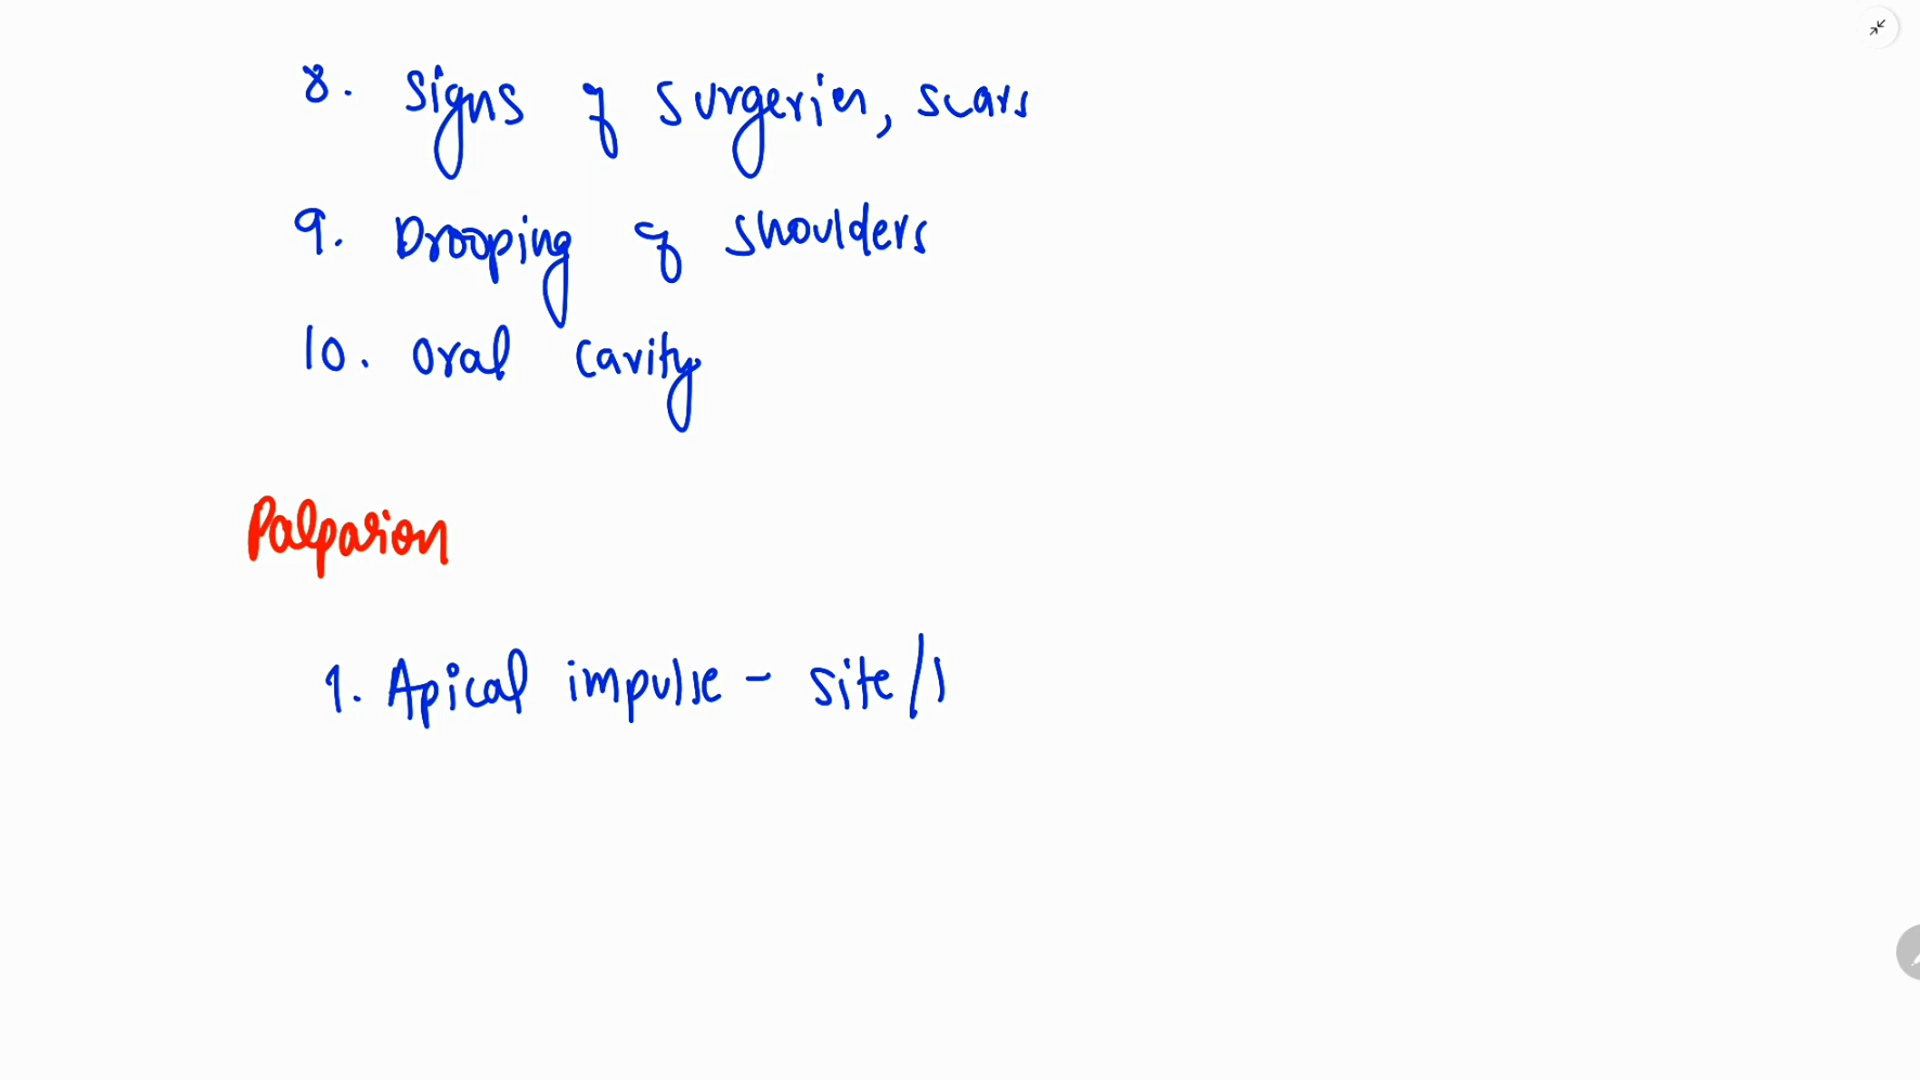 8. Signs of surgeries, scars
9. Drooping of shoulders
10. Oral cavity
Palpation
1. Apical impulse - site/